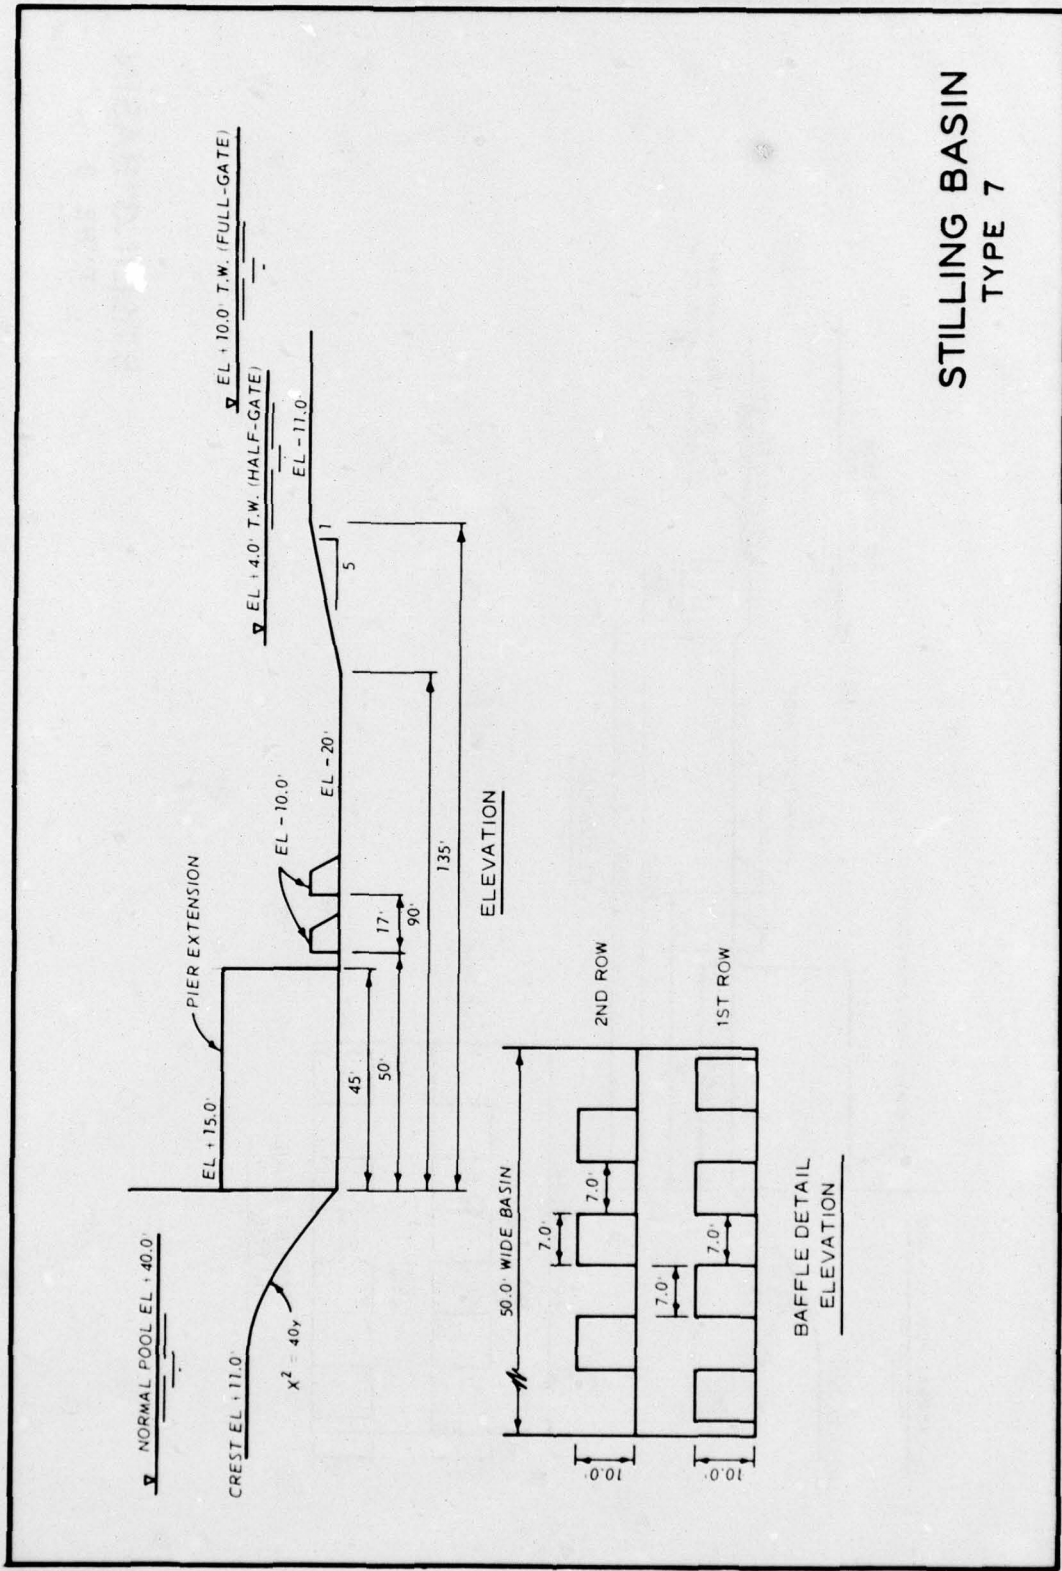 NORMAL POOL EL + 40.0'
CREST EL + 11.0'
X² = 40y
EL + 15.0'
PIER EXTENSION
EL - 10.0'
EL - 20'
EL + 4.0' T.W. (HALF-GATE)
EL + 10.0' T.W. (FULL-GATE)
EL - 11.0'
1
5
45'
50'
17'
90'
135'
ELEVATION
50.0' WIDE BASIN
7.0'
7.0'
10.0'
2ND ROW
7.0'
7.0'
10.0'
1ST ROW
BAFFLE DETAIL
ELEVATION
STILLING BASIN
TYPE 7